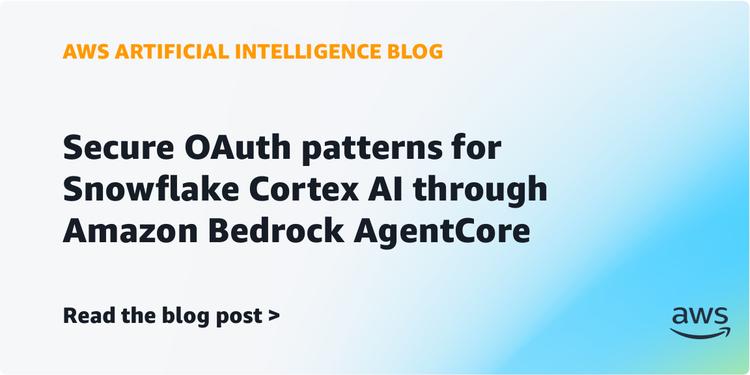 AWS ARTIFICIAL INTELLIGENCE BLOG
Secure OAuth patterns for
Snowflake Cortex AI through
Amazon Bedrock AgentCore
Read the blog post >
aws